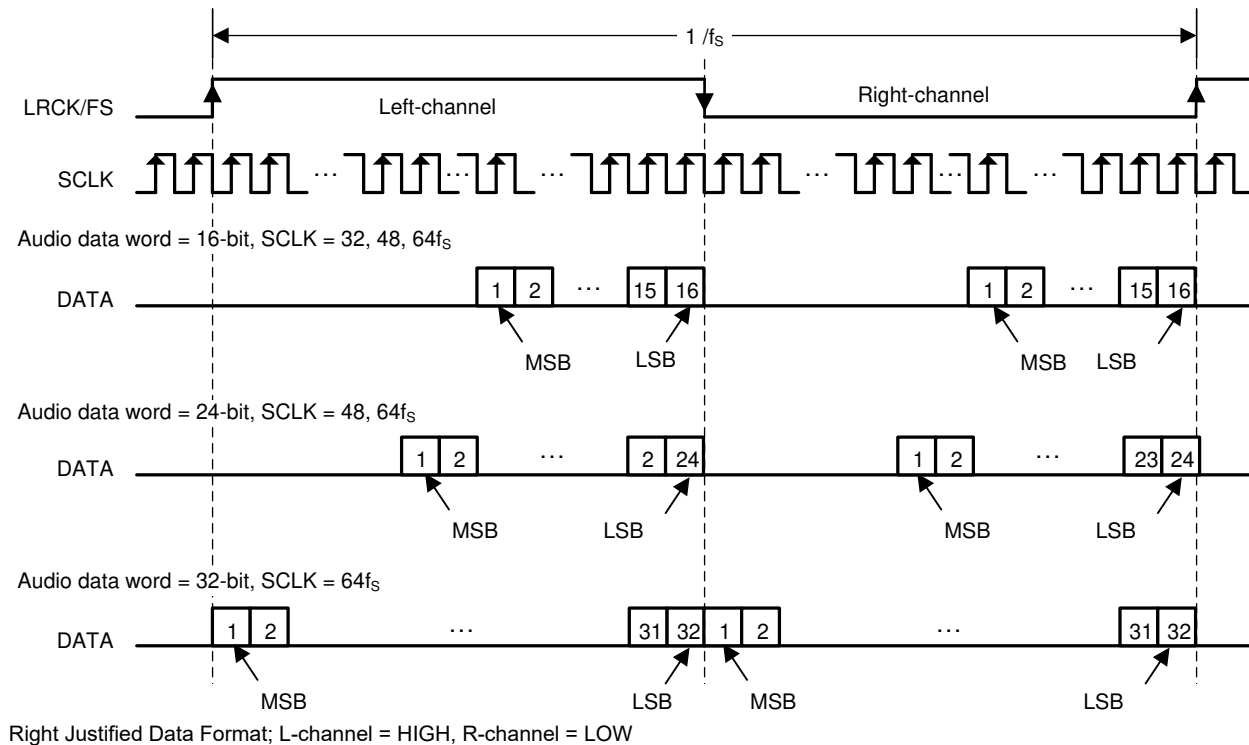 1 /fS
LRCK/FS
Left-channel
Right-channel
SCLK
... ... ... ... ... ...
Audio data word = 16-bit, SCLK = 32, 48, 64fS
DATA
1 2 ... 15 16 1 2 ... 15 16
MSB LSB MSB LSB
Audio data word = 24-bit, SCLK = 48, 64fS
DATA
1 2 ... 2 24 1 2 ... 23 24
MSB LSB MSB LSB
Audio data word = 32-bit, SCLK = 64fS
DATA
1 2 ... 31 32 1 2 ... 31 32
MSB LSB MSB LSB
Right Justified Data Format; L-channel = HIGH, R-channel = LOW